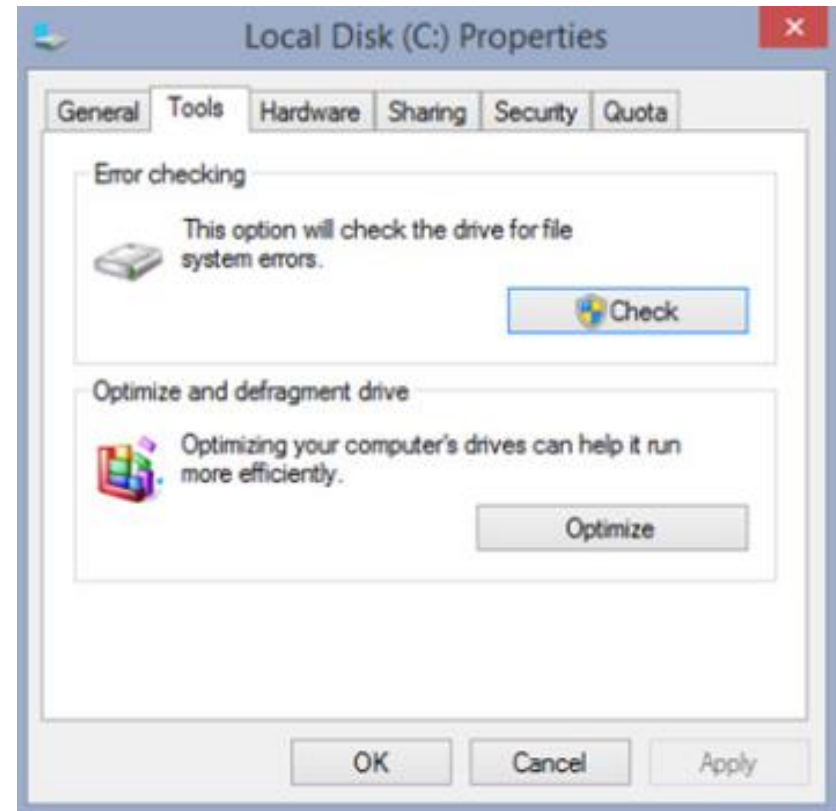 Local Disk (C:) Properties
General Tools Hardware Sharing Security Quota
Error checking
This option will check the drive for file
system errors.
Check
Optimize and defragment drive
Optimizing your computer's drives can help it run
more efficiently.
Optimize
OK Cancel Apply